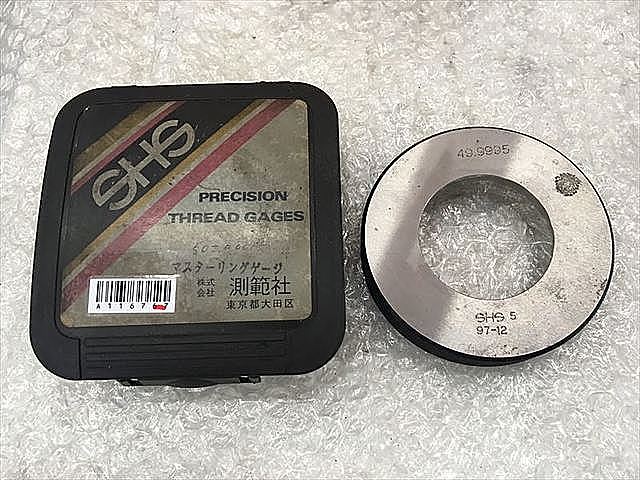 SHS
PRECISION
THREAD GAGES
マスターリングゲージ
株式会社 測範社
東京都大田区
A1167
49.9995
SHS 5
97-12